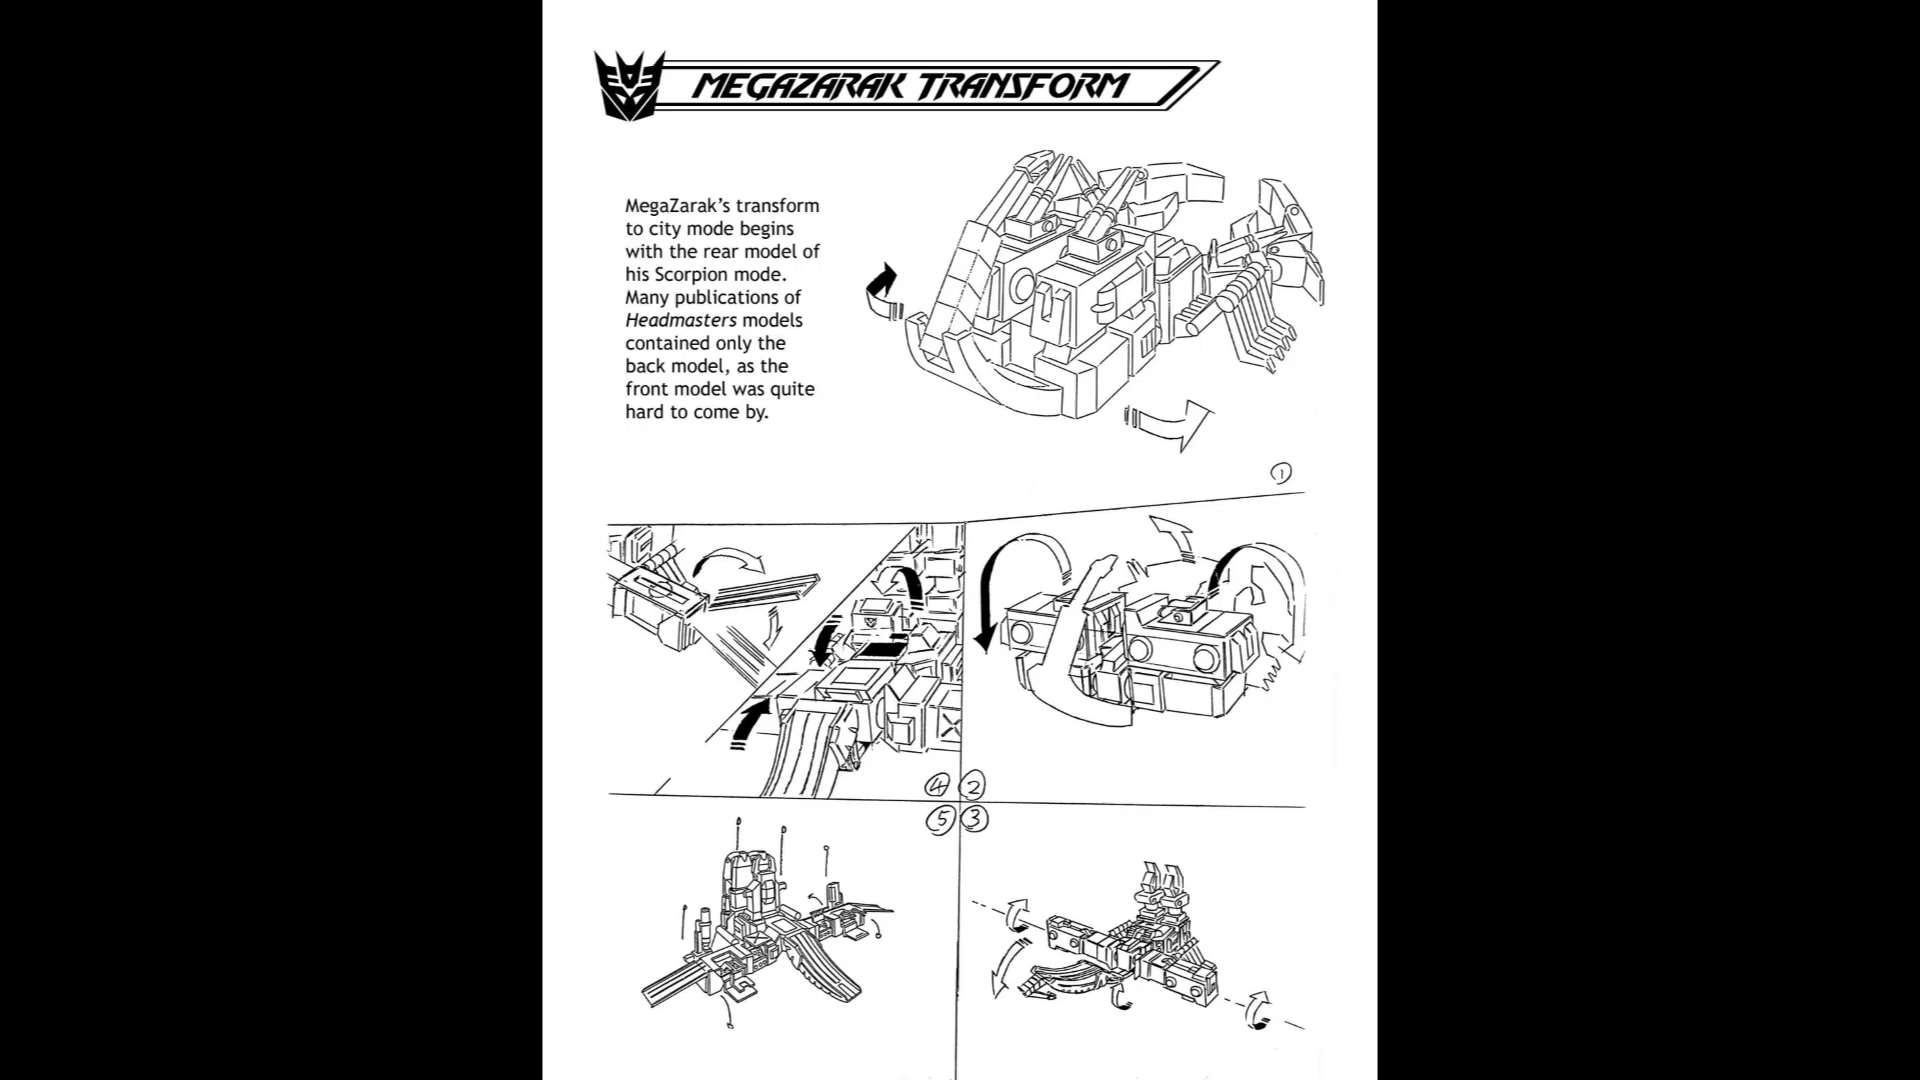 MEGAZARAK TRANSFORM
MegaZarak’s transform
to city mode begins
with the rear model of
his Scorpion mode.
Many publications of
Headmasters models
contained only the
back model, as the
front model was quite
hard to come by.
1
4 2
5 3